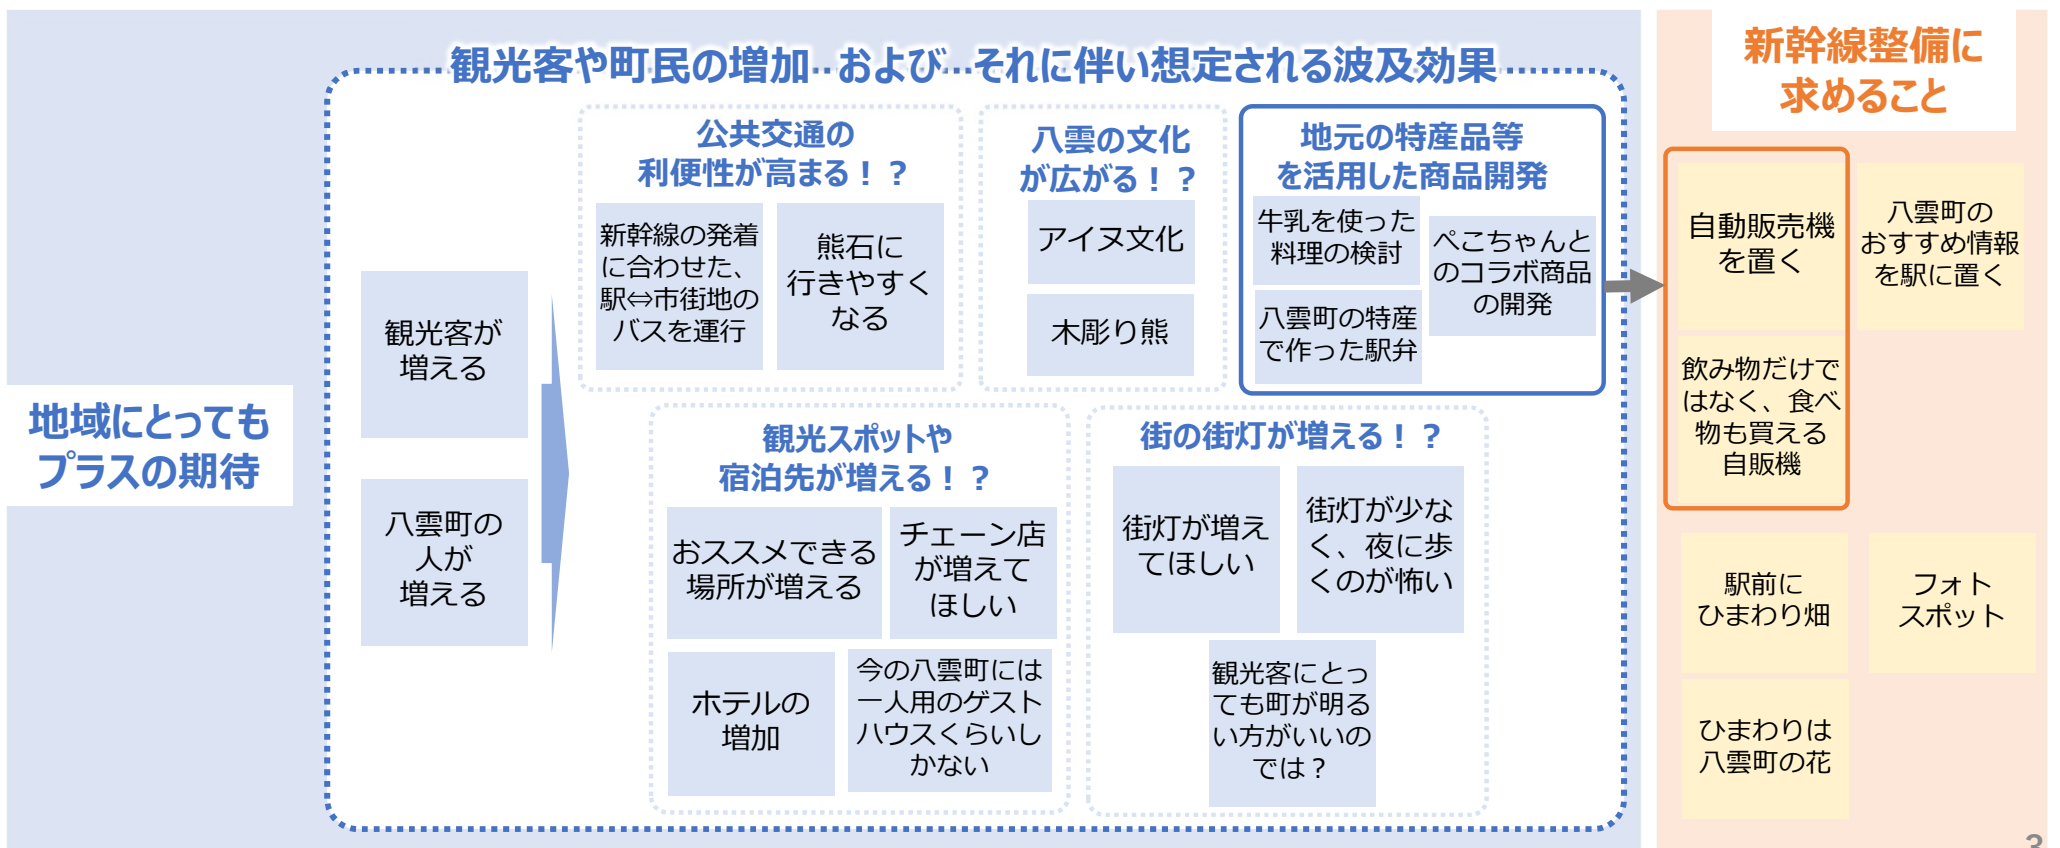 観光客や町民の増加 および それに伴い想定される波及効果
新幹線整備に
求めること
地域にとっても
プラスの期待
観光客が
増える
八雲町の
人が
増える
公共交通の
利便性が高まる！？
新幹線の発着
に合わせた、
駅⇔市街地の
バスを運行
熊石に
行きやすく
なる
八雲の文化
が広がる！？
アイヌ文化
木彫り熊
地元の特産品等
を活用した商品開発
牛乳を使った
料理の検討
八雲町の特産
で作った駅弁
ぺこちゃんと
のコラボ商品
の開発
観光スポットや
宿泊先が増える！？
おススメできる
場所が増える
チェーン店
が増えて
ほしい
ホテルの
増加
今の八雲町には
一人用のゲスト
ハウスくらいし
かない
街の街灯が増える！？
街灯が増え
てほしい
街灯が少な
く、夜に歩
くのが怖い
観光客にとっ
ても町が明る
い方がいいの
では？
自動販売機
を置く
飲み物だけで
はなく、食べ
物も買える
自販機
八雲町の
おすすめ情報
を駅に置く
駅前に
ひまわり畑
フォト
スポット
ひまわりは
八雲町の花
3